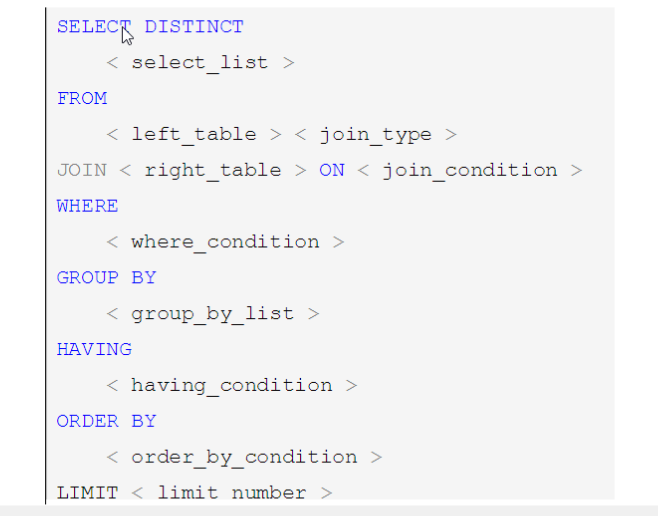 SELECT DISTINCT
< select_list >
FROM
< left_table > < join_type >
JOIN < right_table > ON < join_condition >
WHERE
< where_condition >
GROUP BY
< group_by_list >
HAVING
< having_condition >
ORDER BY
< order_by_condition >
LIMIT < limit number >